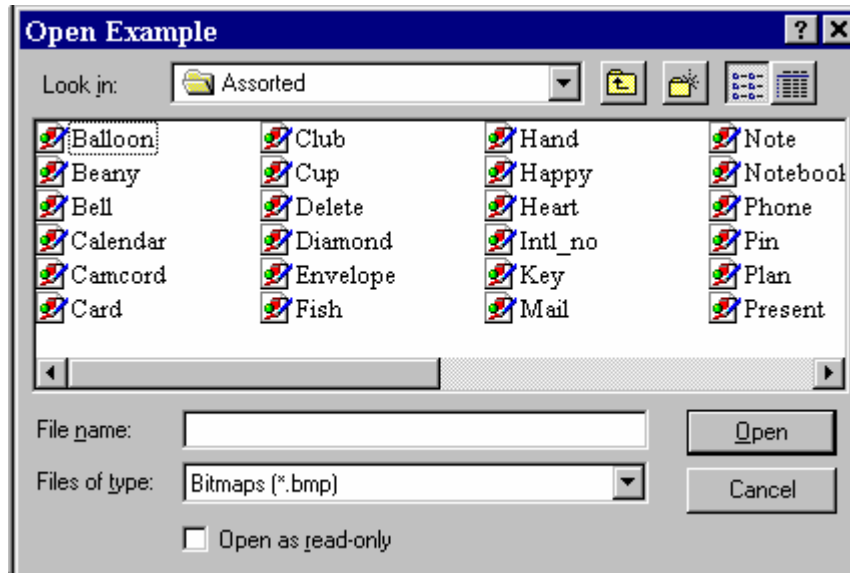 Open Example
Look in: Assorted
Balloon Club Hand Note
Beany Cup Happy Notebook
Bell Delete Heart Phone
Calendar Diamond Intl_no Pin
Camcord Envelope Key Plan
Card Fish Mail Present
File name: Open
Files of type: Bitmaps (*.bmp) Cancel
Open as read-only